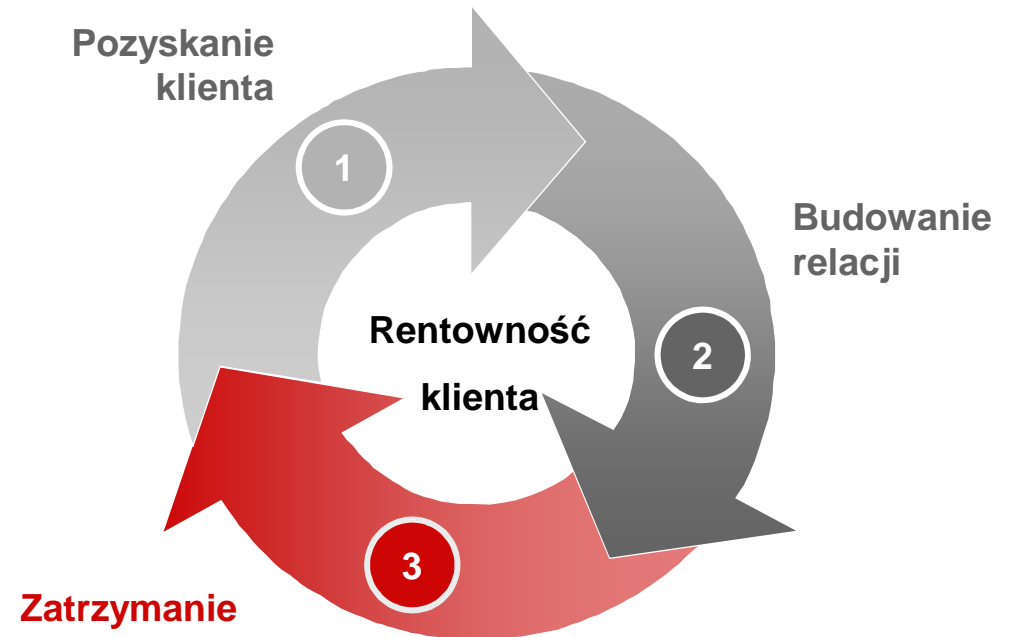 Pozyskanie
klienta
1
Budowanie
relacji
Rentowność
klienta
2
3
Zatrzymanie